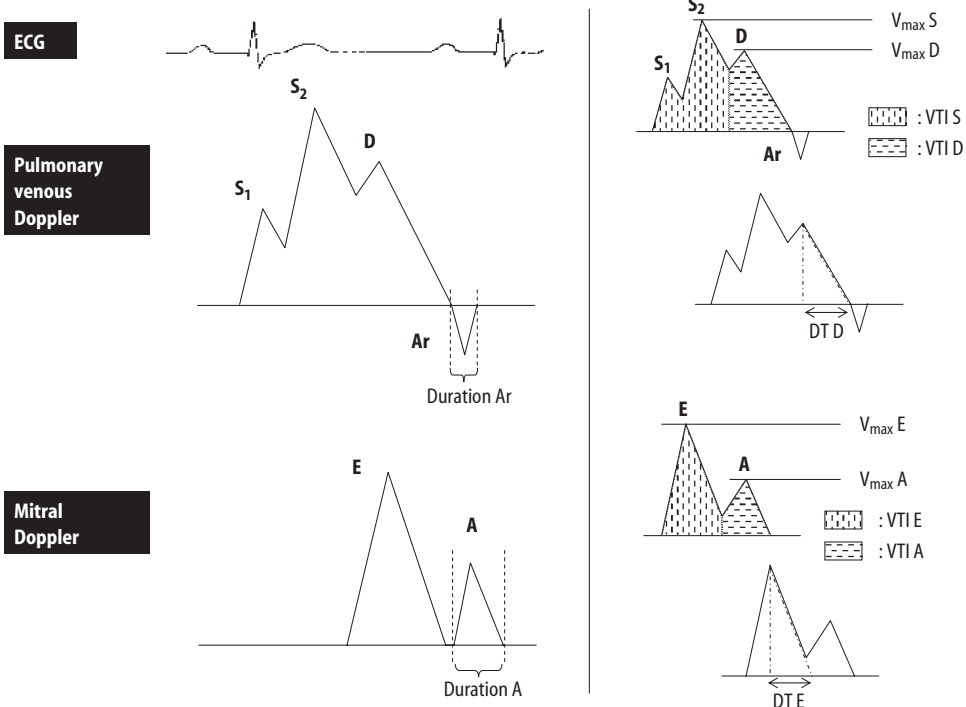 ECG
Pulmonary
venous
Doppler
S1
S2
D
Ar
Duration Ar
Mitral
Doppler
E
A
Duration A
S2
Vmax S
D
Vmax D
S1
: VTI S
: VTI D
Ar
DT D
E
Vmax E
A
Vmax A
: VTI E
: VTI A
DT E